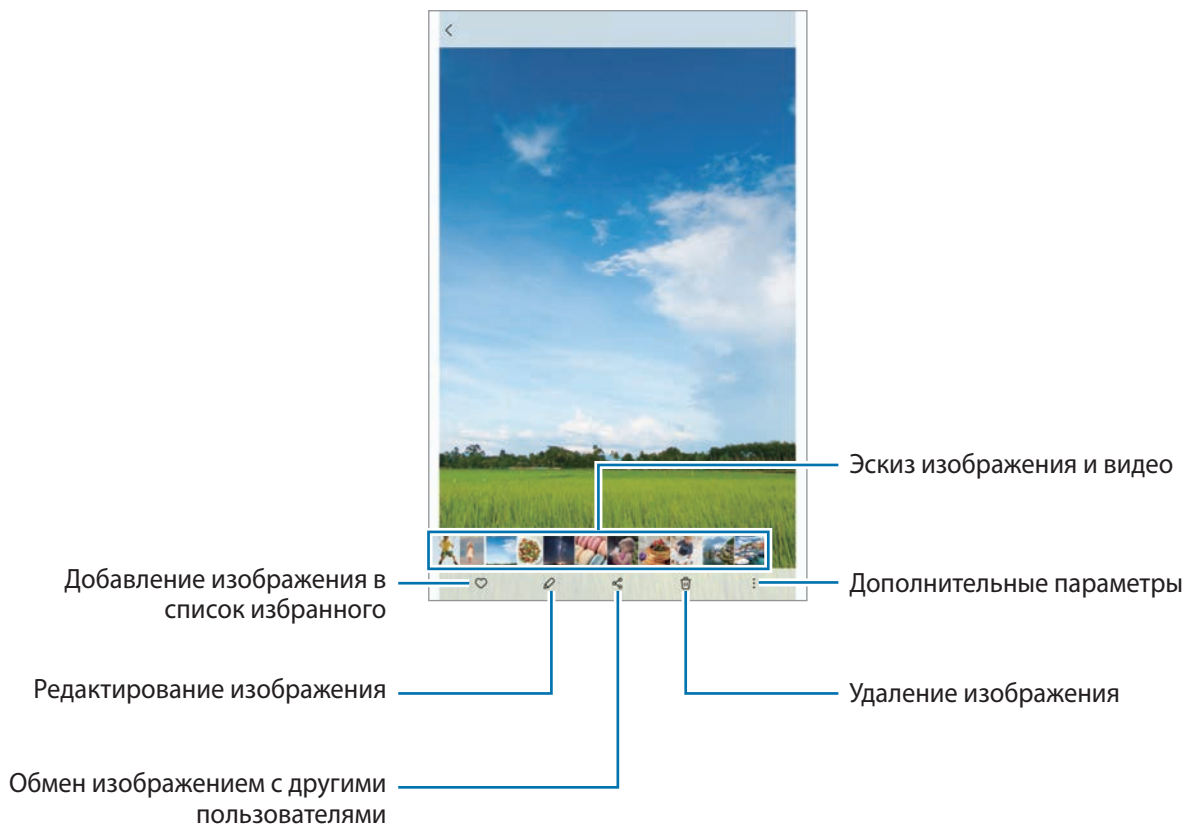 Эскиз изображения и видео
Добавление изображения в
список избранного
Дополнительные параметры
Редактирование изображения
Удаление изображения
Обмен изображением с другими
пользователями